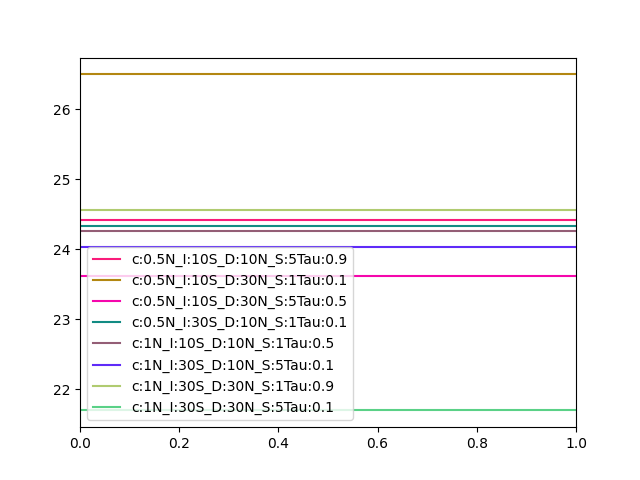 26
25
24
23
22
c:0.5N_I:10S_D:10N_S:5Tau:0.9
c:0.5N_I:10S_D:30N_S:1Tau:0.1
c:0.5N_I:10S_D:30N_S:5Tau:0.5
c:0.5N_I:30S_D:10N_S:1Tau:0.1
c:1N_I:10S_D:10N_S:1Tau:0.5
c:1N_I:30S_D:10N_S:5Tau:0.1
c:1N_I:30S_D:30N_S:1Tau:0.9
c:1N_I:30S_D:30N_S:5Tau:0.1
0.0 0.2 0.4 0.6 0.8 1.0